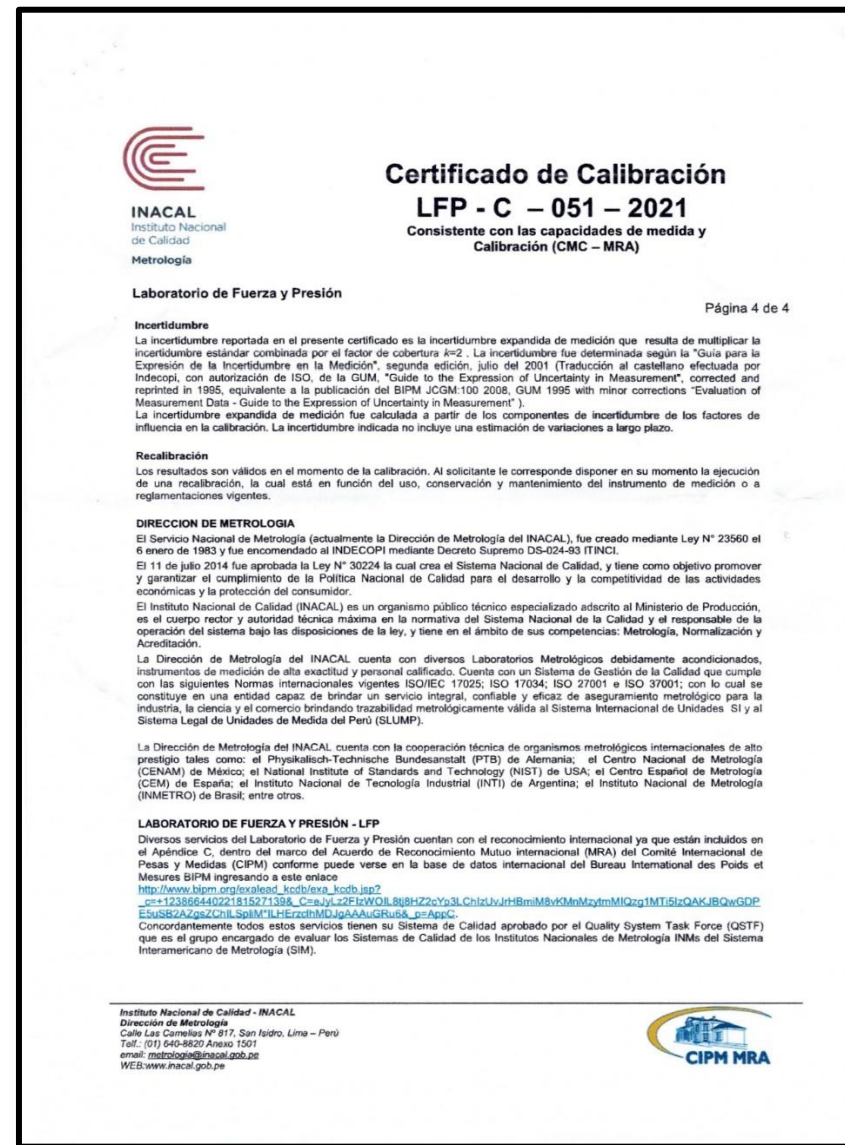 INACAL
Instituto Nacional
de Calidad
Metrología
Certificado de Calibración
LFP - C – 051 – 2021
Consistente con las capacidades de medida y
Calibración (CMC – MRA)
Laboratorio de Fuerza y Presión
Página 4 de 4
Incertidumbre
La incertidumbre reportada en el presente certificado es la incertidumbre expandida de medición que resulta de multiplicar la
incertidumbre estándar combinada por el factor de cobertura k=2 . La incertidumbre fue determinada según la "Guía para la
Expresión de la Incertidumbre en la Medición", segunda edición, julio del 2001 (Traducción al castellano efectuada por
Indecopi, con autorización de ISO, de la GUM, "Guide to the Expression of Uncertainty in Measurement", corrected and
reprinted in 1995, equivalente a la publicación del BIPM JCGM:100 2008, GUM 1995 with minor corrections "Evaluation of
Measurement Data - Guide to the Expression of Uncertainty in Measurement" ).
La incertidumbre expandida de medición fue calculada a partir de los componentes de incertidumbre de los factores de
influencia en la calibración. La incertidumbre indicada no incluye una estimación de variaciones a largo plazo.
Recalibración
Los resultados son válidos en el momento de la calibración. Al solicitante le corresponde disponer en su momento la ejecución
de una recalibración, la cual está en función del uso, conservación y mantenimiento del instrumento de medición o a
reglamentaciones vigentes.
DIRECCION DE METROLOGIA
El Servicio Nacional de Metrología (actualmente la Dirección de Metrología del INACAL), fue creado mediante Ley N° 23560 el
6 enero de 1983 y fue encomendado al INDECOPI mediante Decreto Supremo DS-024-93 ITINCI.
El 11 de julio 2014 fue aprobada la Ley N° 30224 la cual crea el Sistema Nacional de Calidad, y tiene como objetivo promover
y garantizar el cumplimiento de la Política Nacional de Calidad para el desarrollo y la competitividad de las actividades
económicas y la protección del consumidor.
El Instituto Nacional de Calidad (INACAL) es un organismo público técnico especializado adscrito al Ministerio de Producción,
es el cuerpo rector y autoridad técnica máxima en la normativa del Sistema Nacional de la Calidad y el responsable de la
operación del sistema bajo las disposiciones de la ley, y tiene en el ámbito de sus competencias: Metrología, Normalización y
Acreditación.
La Dirección de Metrología del INACAL cuenta con diversos Laboratorios Metrológicos debidamente acondicionados,
instrumentos de medición de alta exactitud y personal calificado. Cuenta con un Sistema de Gestión de la Calidad que cumple
con las siguientes Normas internacionales vigentes ISO/IEC 17025; ISO 17034; ISO 27001 e ISO 37001; con lo cual se
constituye en una entidad capaz de brindar un servicio integral, confiable y eficaz de aseguramiento metrológico para la
industria, la ciencia y el comercio brindando trazabilidad metrológicamente válida al Sistema Internacional de Unidades SI y al
Sistema Legal de Unidades de Medida del Perú (SLUMP).
La Dirección de Metrología del INACAL cuenta con la cooperación técnica de organismos metrológicos internacionales de alto
prestigio tales como: el Physikalisch-Technische Bundesanstalt (PTB) de Alemania; el Centro Nacional de Metrología
(CENAM) de México; el National Institute of Standards and Technology (NIST) de USA; el Centro Español de Metrología
(CEM) de España; el Instituto Nacional de Tecnología Industrial (INTI) de Argentina; el Instituto Nacional de Metrología
(INMETRO) de Brasil; entre otros.
LABORATORIO DE FUERZA Y PRESIÓN - LFP
Diversos servicios del Laboratorio de Fuerza y Presión cuentan con el reconocimiento internacional ya que están incluidos en
el Apéndice C, dentro del marco del Acuerdo de Reconocimiento Mutuo internacional (MRA) del Comité Internacional de
Pesas y Medidas (CIPM) conforme puede verse en la base de datos internacional del Bureau International des Poids et
Mesures BIPM ingresando a este enlace
http://www.bipm.org/exalead_kcdb/exa_kcdb.jsp?
Concordantemente todos estos servicios tienen su Sistema de Calidad aprobado por el Quality System Task Force (QSTF)
que es el grupo encargado de evaluar los Sistemas de Calidad de los Institutos Nacionales de Metrología INMs del Sistema
Interamericano de Metrología (SIM).
Instituto Nacional de Calidad - INACAL
Dirección de Metrología
Calle Las Camelias Nº 817, San Isidro, Lima – Perú
Telf.: (01) 640-8820 Anexo 1501
email: metrologia@inacal.gob.pe
WEB:www.inacal.gob.pe
CIPM MRA